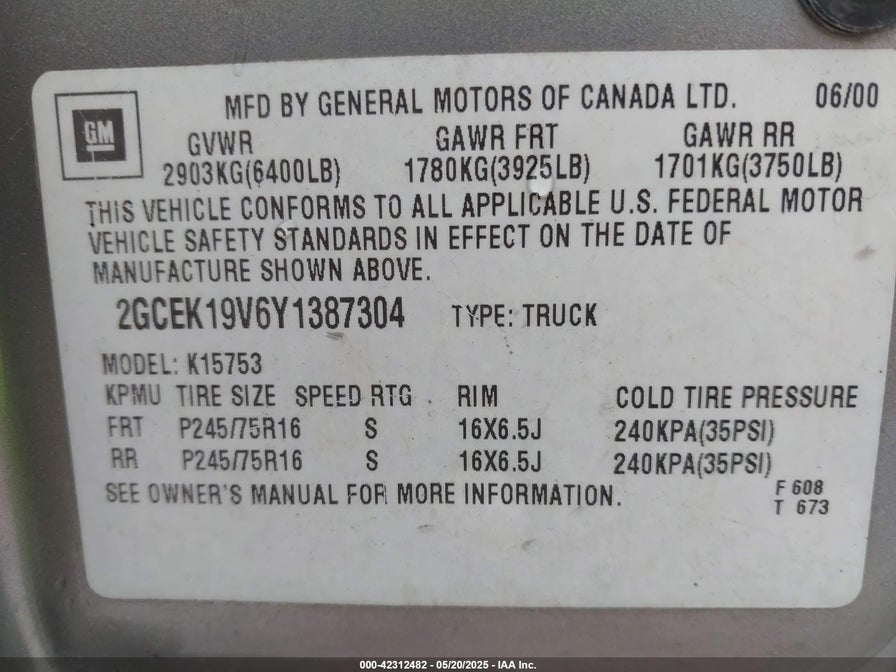 MFD BY GENERAL MOTORS OF CANADA LTD. 06/00
GM
GVWR GAWR FRT GAWR RR
2903KG(6400LB) 1780KG(3925LB) 1701KG(3750LB)
THIS VEHICLE CONFORMS TO ALL APPLICABLE U.S. FEDERAL MOTOR
VEHICLE SAFETY STANDARDS IN EFFECT ON THE DATE OF
MANUFACTURE SHOWN ABOVE.
2GCEK19V6Y1387304 TYPE: TRUCK
MODEL: K15753
KPMU TIRE SIZE SPEED RTG . RIM COLD TIRE PRESSURE
FRT P245/75R16 S 16X6.5J 240KPA(35PSI)
RR P245/75R16 S 16X6.5J 240KPA(35PSI)
SEE OWNER'S MANUAL FOR MORE INFORMATION.
F 608
T 673
000-42312482 - 05/20/2025 - IAA Inc.